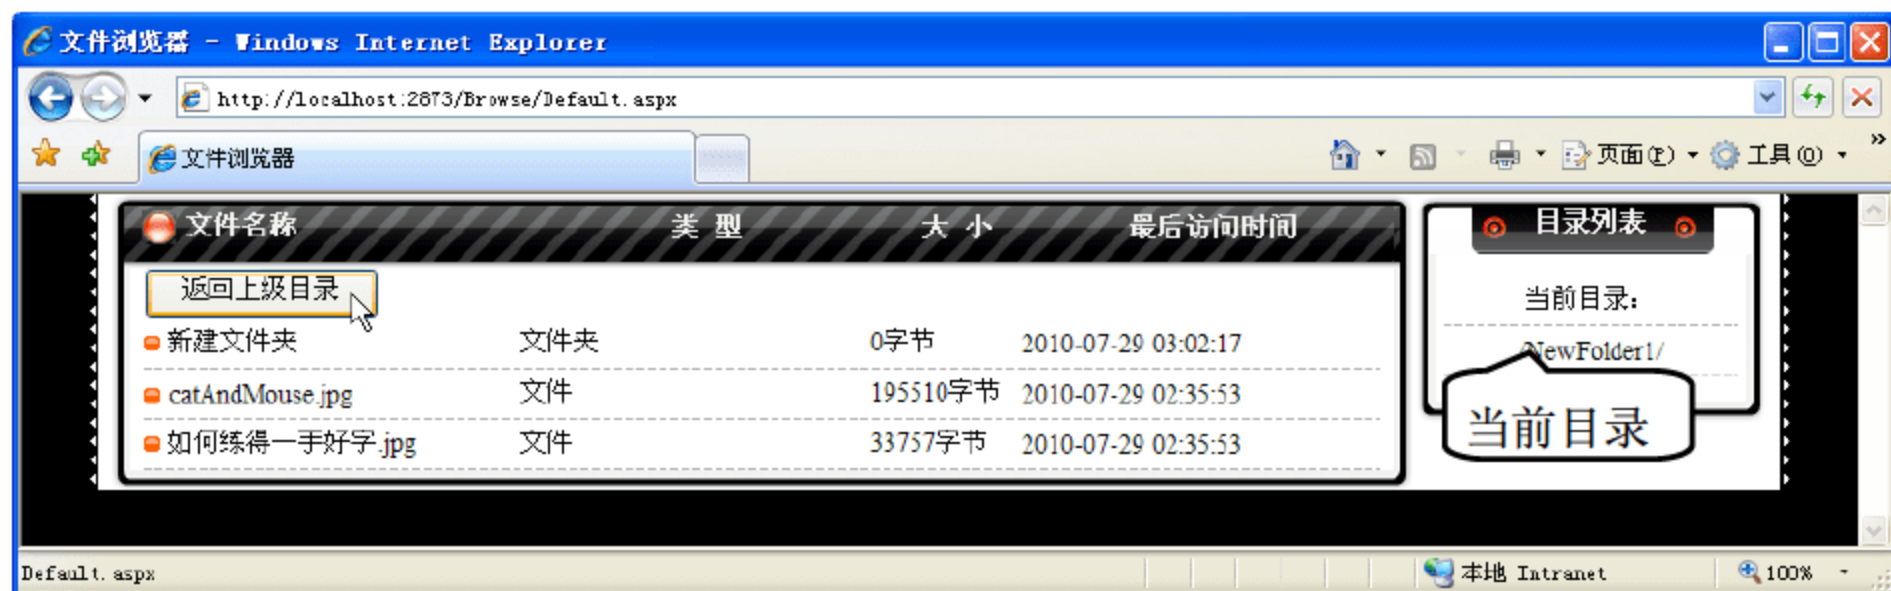 文件浏览器 - Windows Internet Explorer
http://localhost:2873/Browse/Default.aspx
文件浏览器
页面(P) 工具(O) »
文件名称 类 型 大 小 最后访问时间
返回上级目录
新建文件夹 文件夹 0字节 2010-07-29 03:02:17
catAndMouse.jpg 文件 195510字节 2010-07-29 02:35:53
如何练得一手好字.jpg 文件 33757字节 2010-07-29 02:35:53
目录列表
当前目录：
/NewFolder1/
当前目录
Default.aspx 本地 Intranet 100%